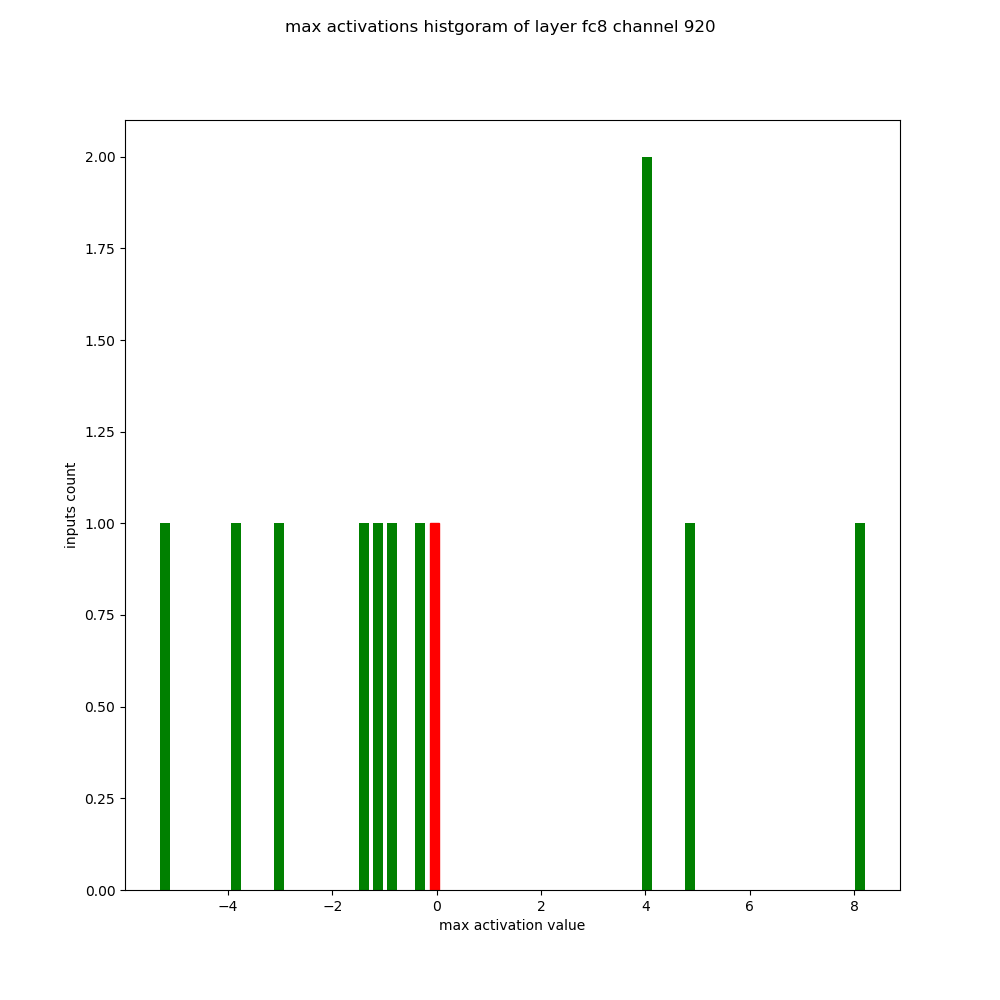 max activations histgoram of layer fc8 channel 920
2.00
1.75
1.50
1.25
1.00
0.75
0.50
0.25
0.00
inputs count
−4 −2 0 2 4 6 8
max activation value